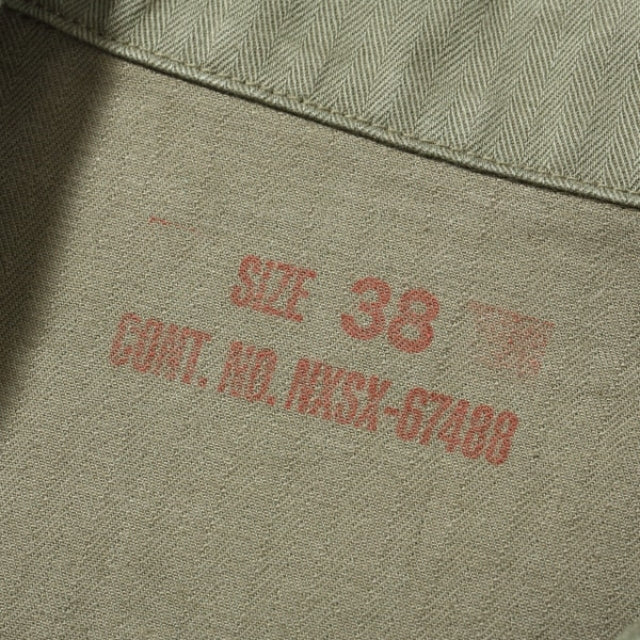 SIZE 38
CONT. NO. NXSX-67488